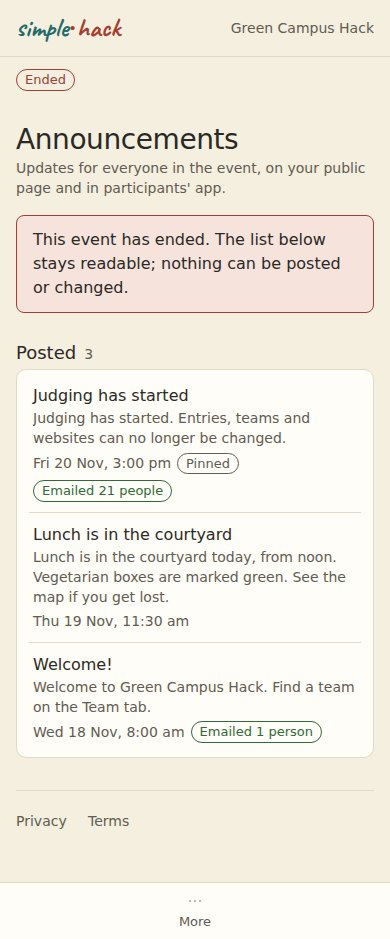 simple·hack
Green Campus Hack
Ended
Announcements
Updates for everyone in the event, on your public
page and in participants' app.
This event has ended. The list below
stays readable; nothing can be posted
or changed.
Posted 3
Judging has started
Judging has started. Entries, teams and
websites can no longer be changed.
Fri 20 Nov, 3:00 pm Pinned
Emailed 21 people
Lunch is in the courtyard
Lunch is in the courtyard today, from noon.
Vegetarian boxes are marked green. See the
map if you get lost.
Thu 19 Nov, 11:30 am
Welcome!
Welcome to Green Campus Hack. Find a team
on the Team tab.
Wed 18 Nov, 8:00 am Emailed 1 person
Privacy Terms
...
More